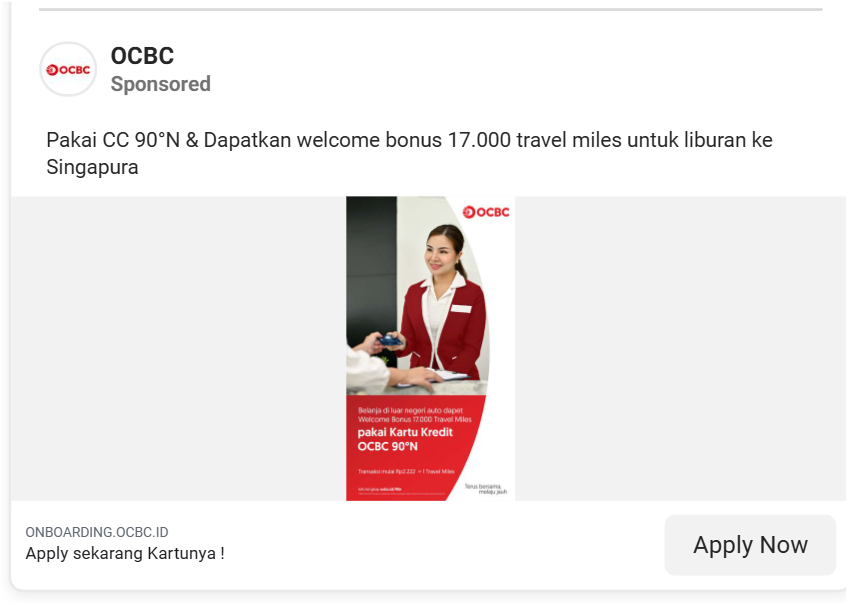 OCBC
OCBC
Sponsored
Pakai CC 90°N & Dapatkan welcome bonus 17.000 travel miles untuk liburan ke
Singapura
OCBC
Belanja di luar negeri auto dapet
Welcome Bonus 17.000 Travel Miles
pakai Kartu Kredit
OCBC 90°N
Transaksi mulai Rp2.222 = 1 Travel Miles
Terus bersama,
melaju jauh
ONBOARDING.OCBC.ID
Apply sekarang Kartunya !
Apply Now